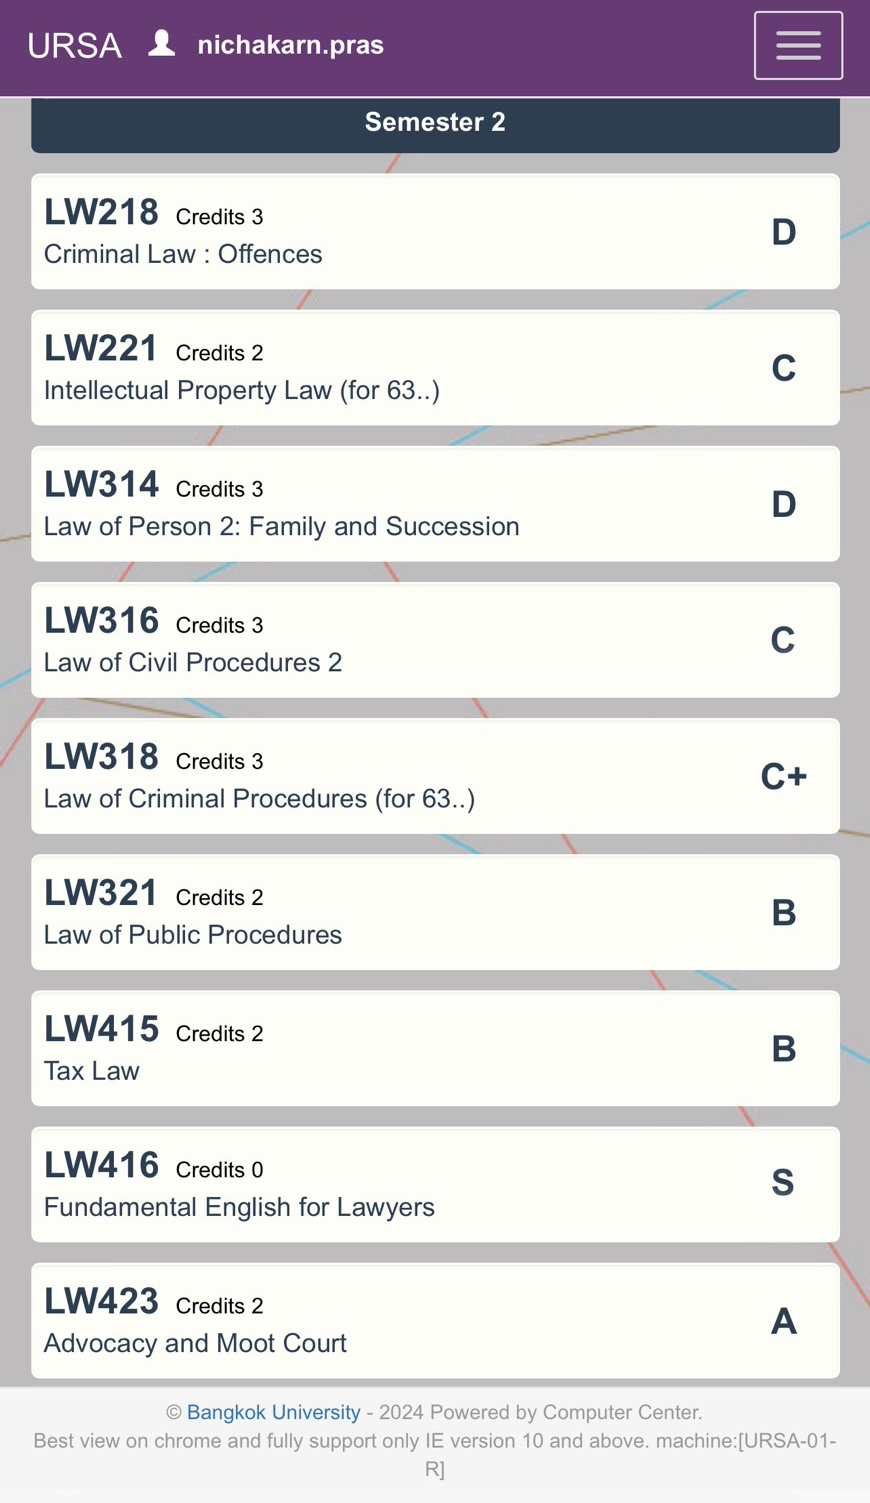 URSA nichakarn.pras
Semester 2
LW218 Credits 3
Criminal Law : Offences
D
LW221 Credits 2
Intellectual Property Law (for 63..)
C
LW314 Credits 3
Law of Person 2: Family and Succession
D
LW316 Credits 3
Law of Civil Procedures 2
C
LW318 Credits 3
Law of Criminal Procedures (for 63..)
C+
LW321 Credits 2
Law of Public Procedures
B
LW415 Credits 2
Tax Law
B
LW416 Credits 0
Fundamental English for Lawyers
S
LW423 Credits 2
Advocacy and Moot Court
A
© Bangkok University - 2024 Powered by Computer Center.
Best view on chrome and fully support only IE version 10 and above. machine:[URSA-01-
R]